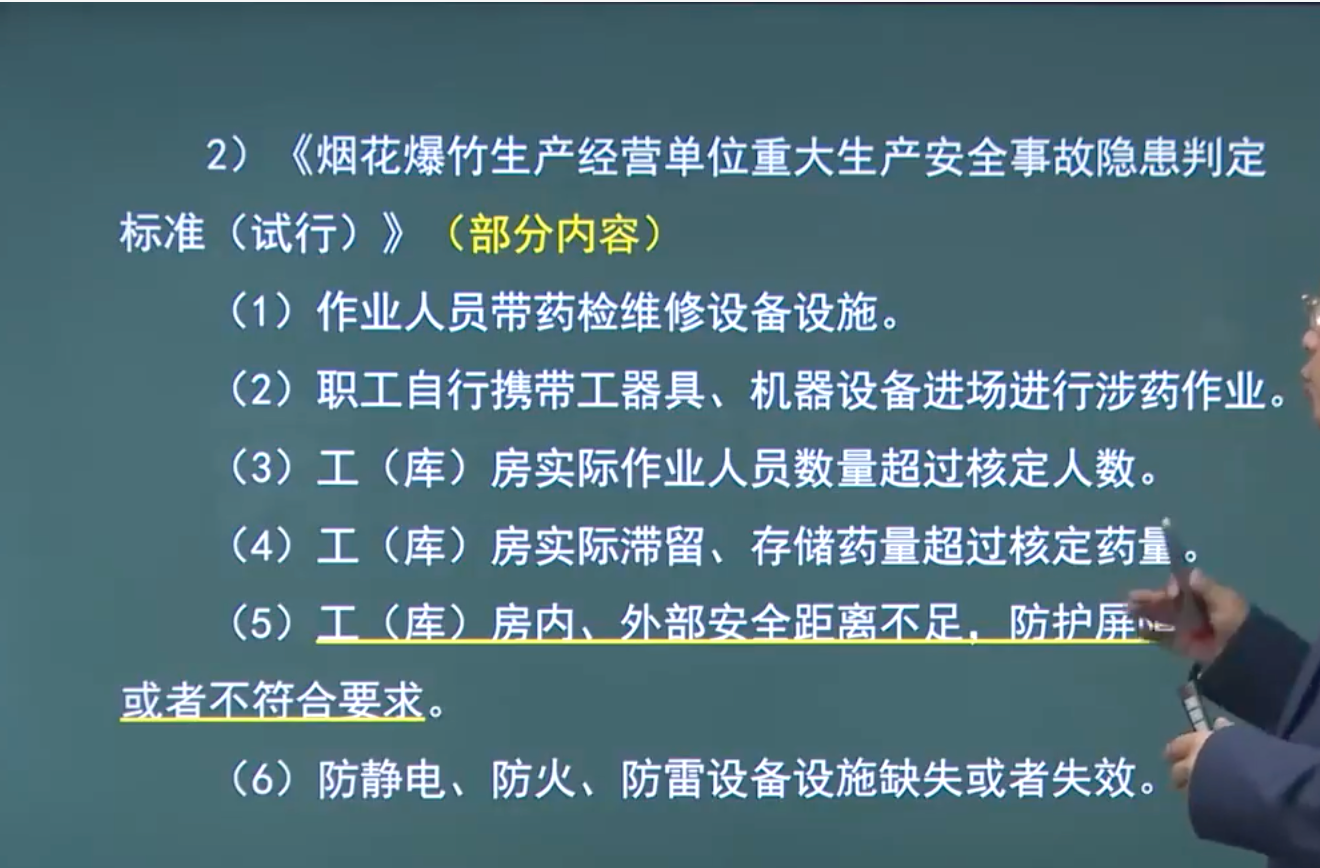 2）《烟花爆竹生产经营单位重大生产安全事故隐患判定
标准（试行）》（部分内容）
（1）作业人员带药检维修设备设施。
（2）职工自行携带工器具、机器设备进场进行涉药作业。
（3）工（库）房实际作业人员数量超过核定人数。
（4）工（库）房实际滞留、存储药量超过核定药量。
（5）工（库）房内、外部安全距离不足，防护屏
或者不符合要求。
（6）防静电、防火、防雷设备设施缺失或者失效。